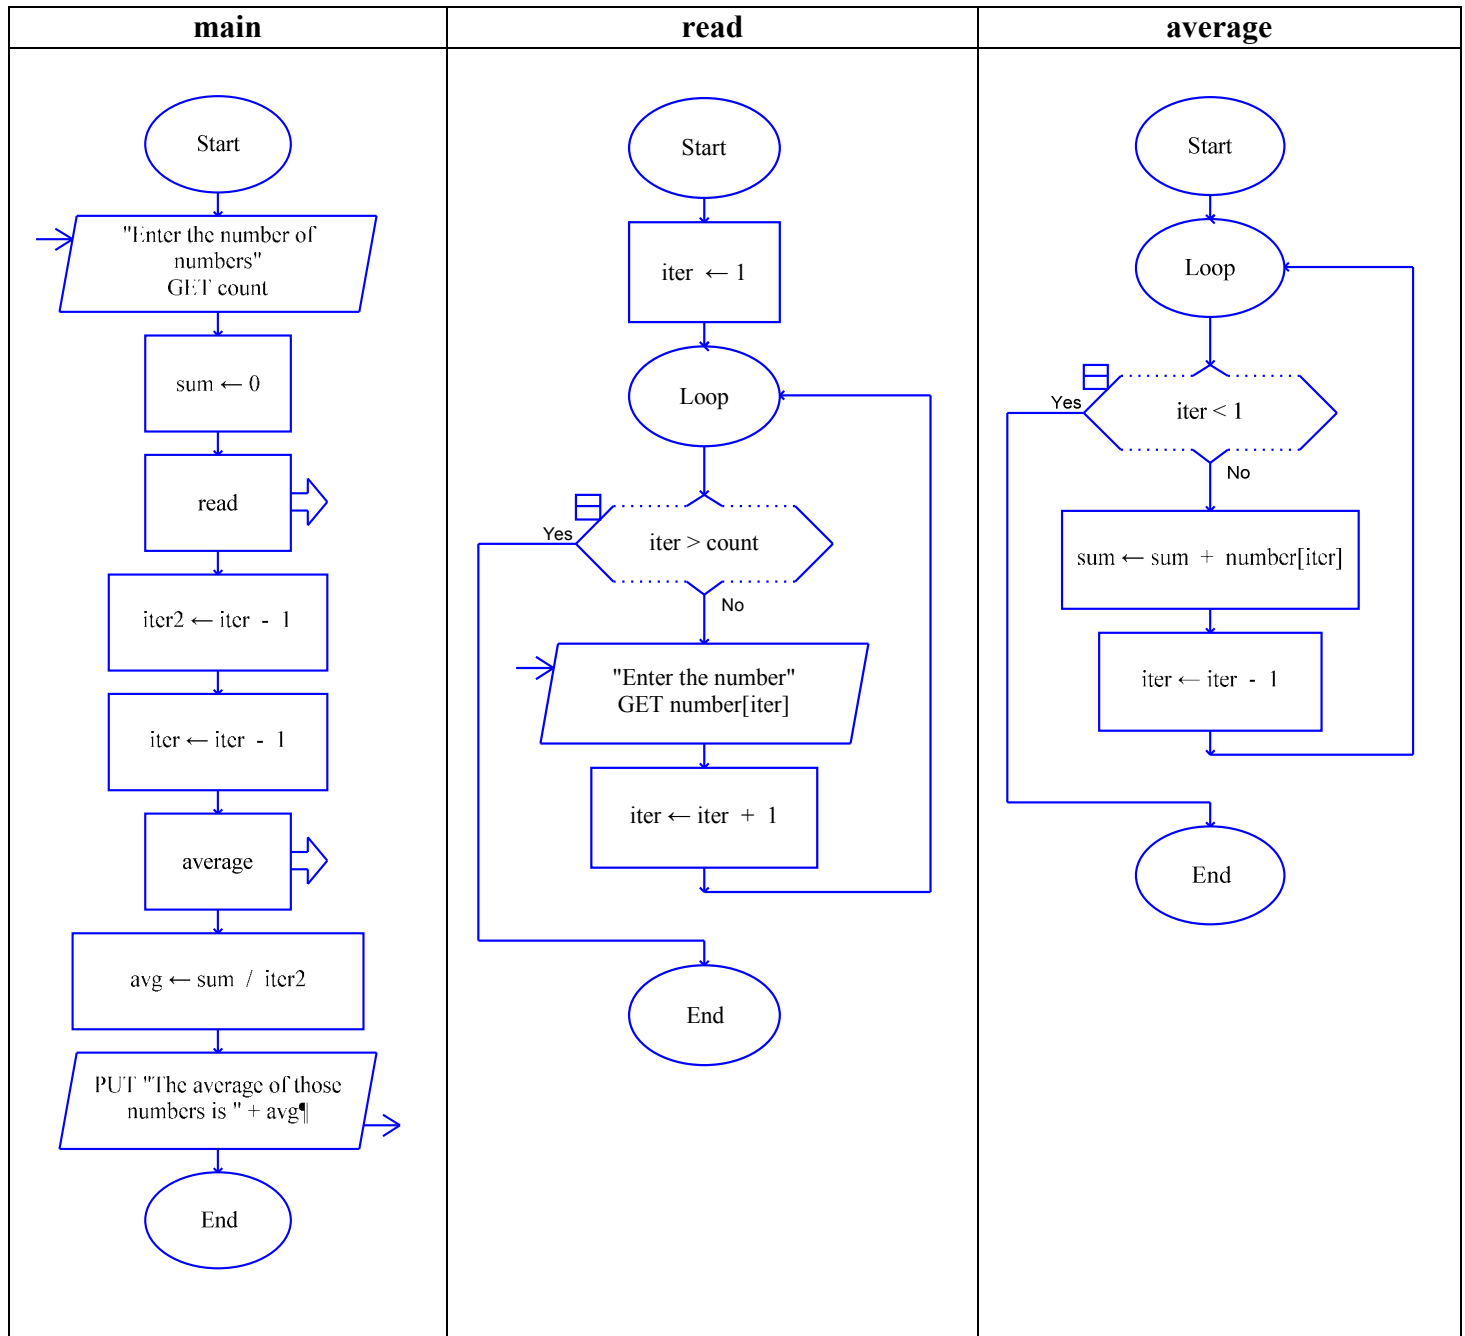 main
Start
"Enter the number of
numbers"
GET count
sum ← 0
read
iter2 ← iter - 1
iter ← iter - 1
average
avg ← sum / iter2
PUT "The average of those
numbers is " + avg¶
End
read
Start
iter ← 1
Loop
Yes
iter > count
No
"Enter the number"
GET number[iter]
iter ← iter + 1
End
average
Start
Loop
Yes
iter < 1
No
sum ← sum + number[iter]
iter ← iter - 1
End